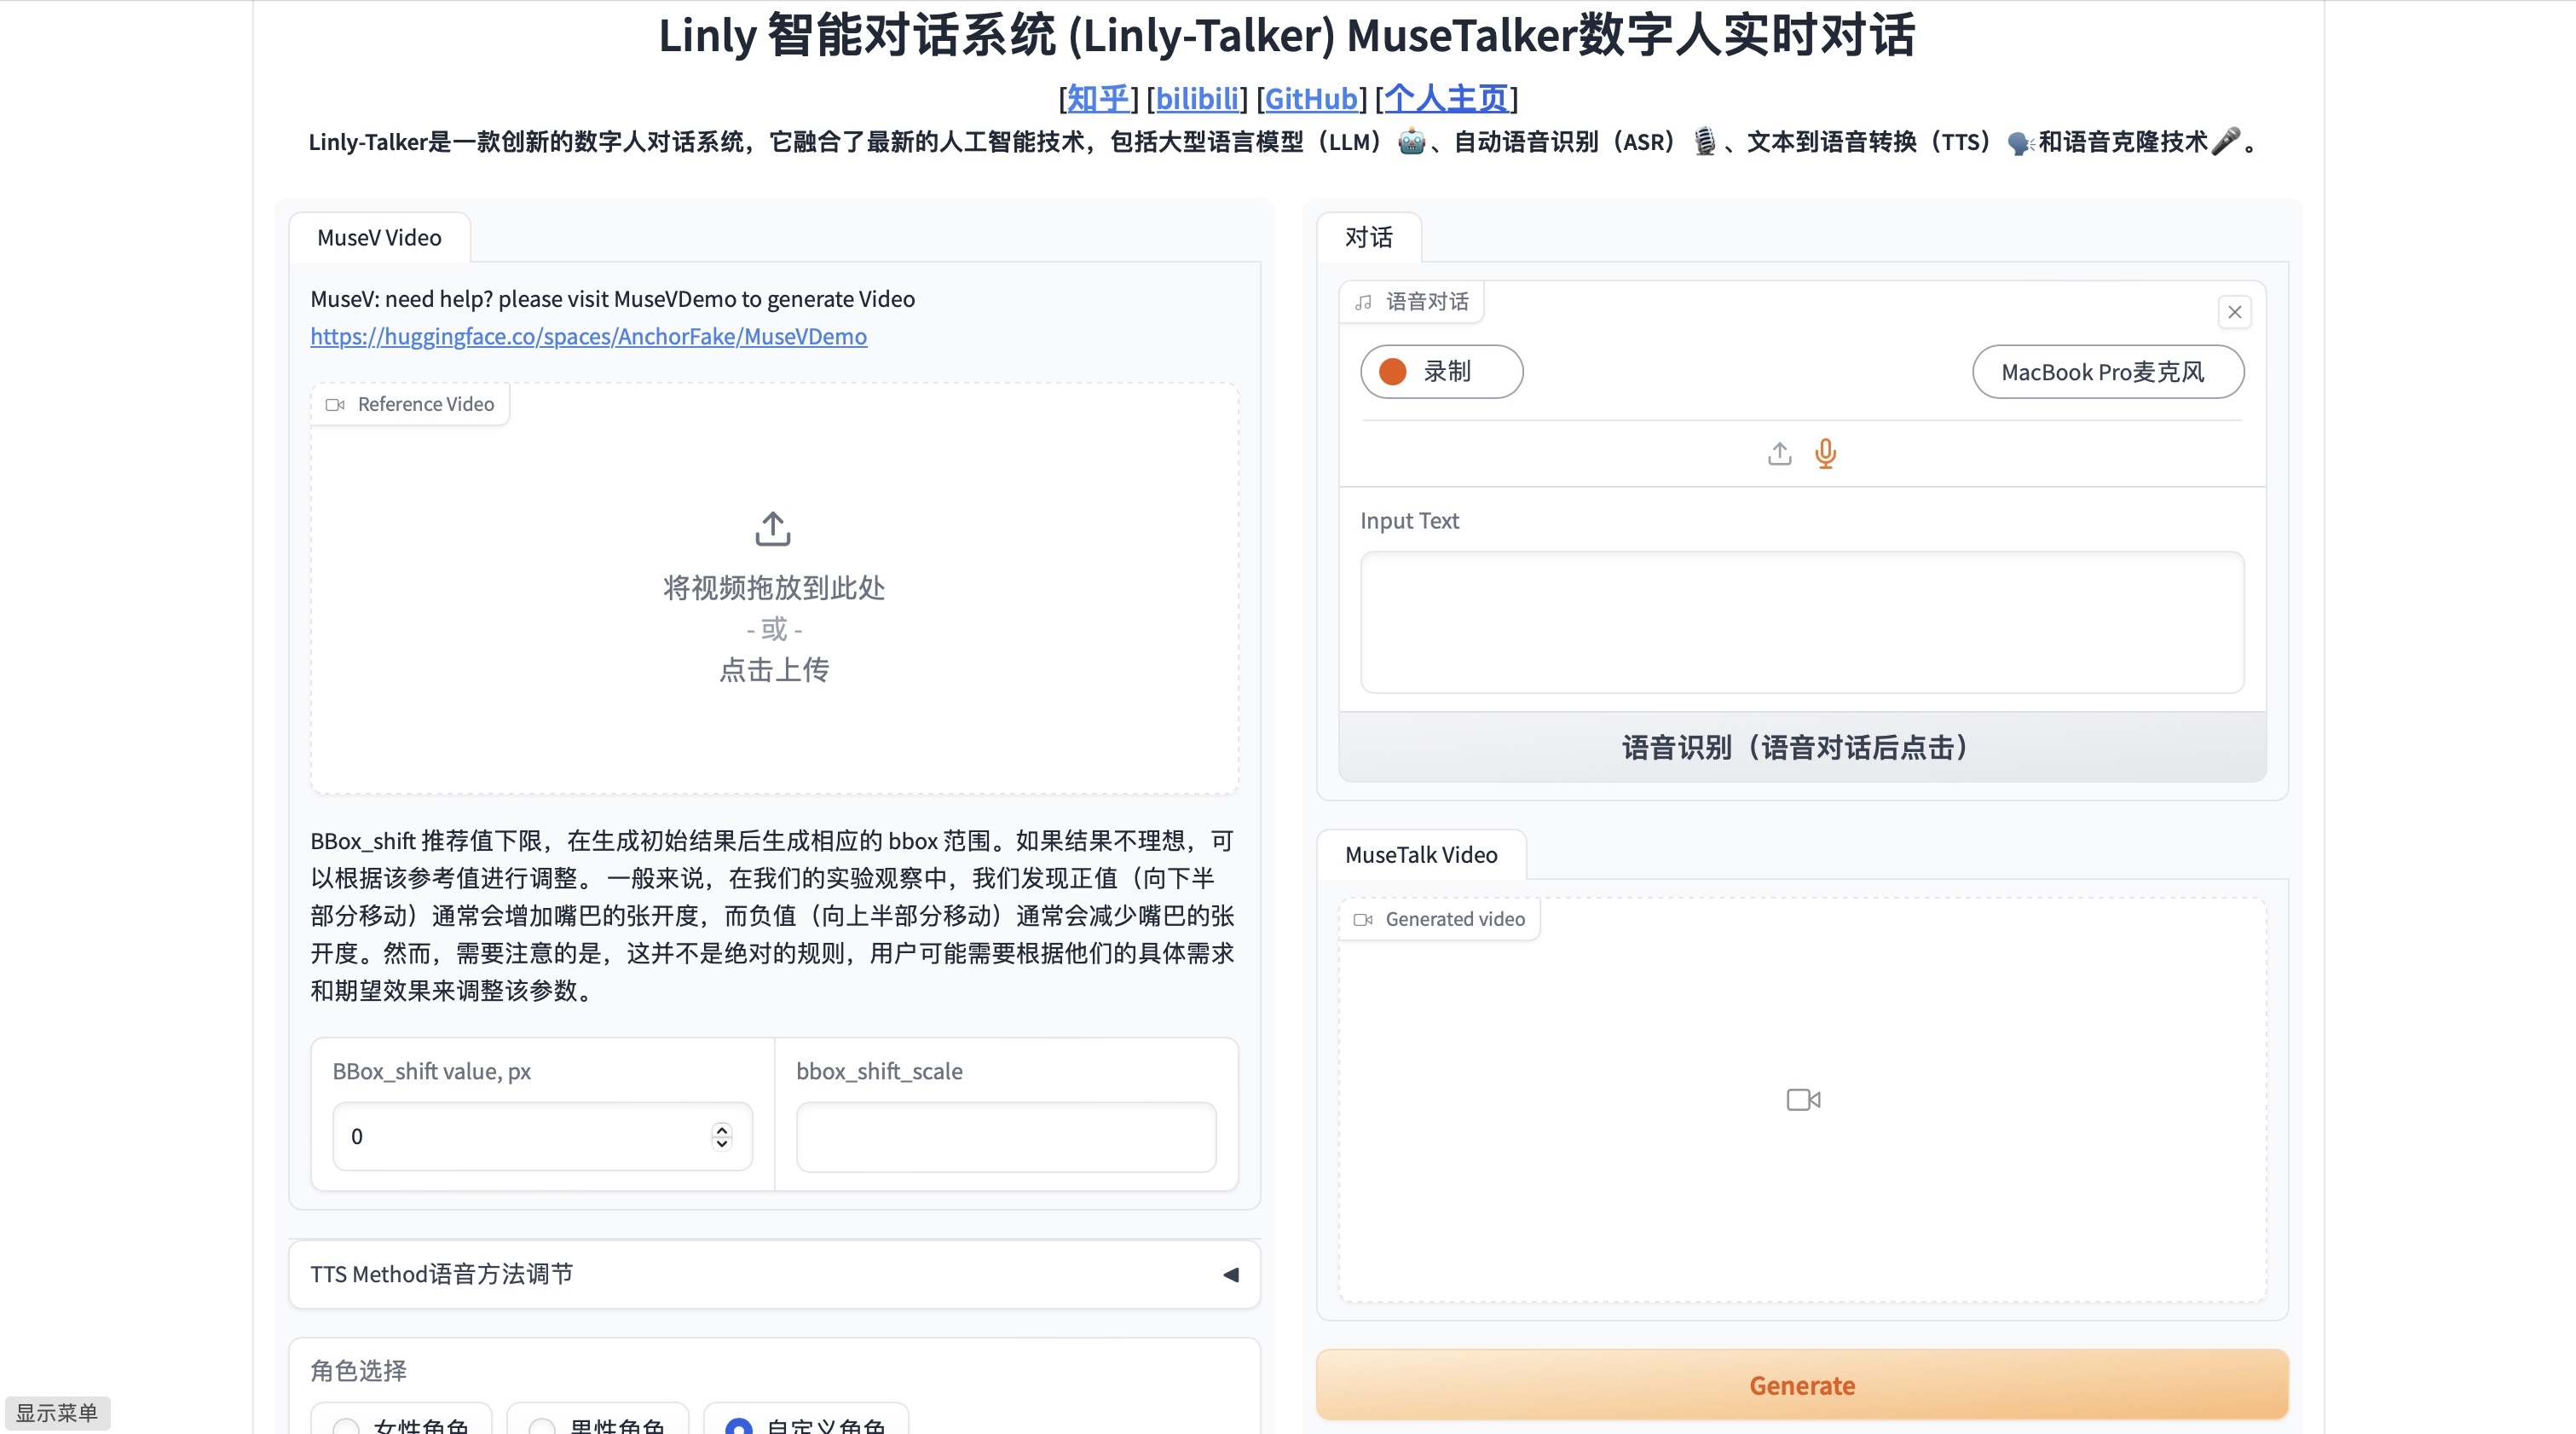 Linly 智能对话系统 (Linly-Talker) MuseTalker数字人实时对话
[知乎] [bilibili] [GitHub] [个人主页]
Linly-Talker是一款创新的数字人对话系统，它融合了最新的人工智能技术，包括大型语言模型（LLM）🤖、自动语音识别（ASR）🎙️、文本到语音转换（TTS）🗣️和语音克隆技术🎤。
MuseV Video
MuseV: need help? please visit MuseVDemo to generate Video
https://huggingface.co/spaces/AnchorFake/MuseVDemo
Reference Video
将视频拖放到此处
- 或 -
点击上传
BBox_shift 推荐值下限，在生成初始结果后生成相应的 bbox 范围。如果结果不理想，可
以根据该参考值进行调整。 一般来说，在我们的实验观察中，我们发现正值（向下半
部分移动）通常会增加嘴巴的张开度，而负值（向上半部分移动）通常会减少嘴巴的张
开度。然而，需要注意的是，这并不是绝对的规则，用户可能需要根据他们的具体需求
和期望效果来调整该参数。
BBox_shift value, px
0
bbox_shift_scale
TTS Method语音方法调节
角色选择
女性角色
男性角色
自定义角色
对话
语音对话
录制
MacBook Pro麦克风
Input Text
语音识别（语音对话后点击）
MuseTalk Video
Generated video
Generate
显示菜单